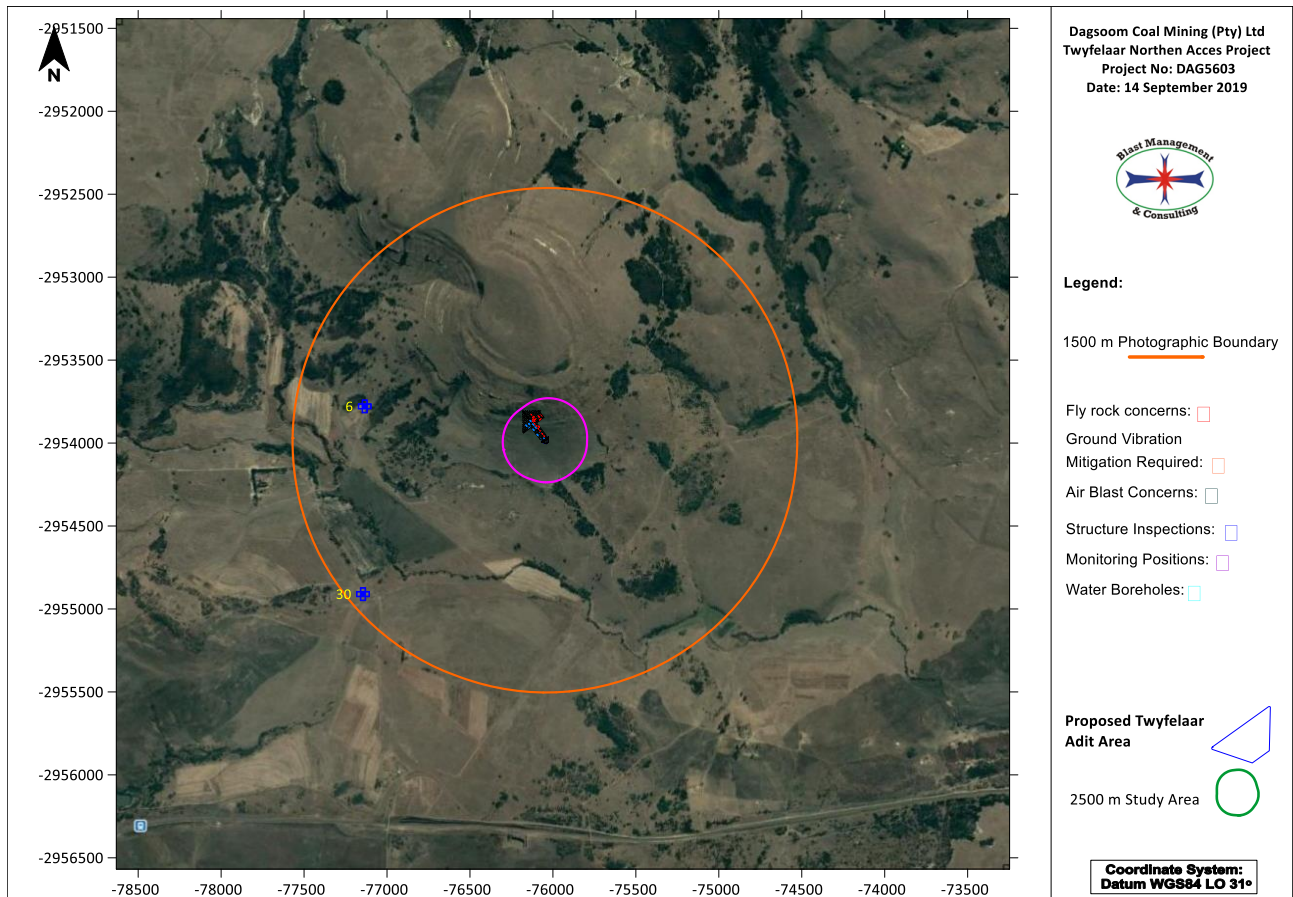 -2951500
-2952000
-2952500
-2953000
-2953500
-2954000
-2954500
-2955000
-2955500
-2956000
-2956500
-78500 -78000 -77500 -77000 -76500 -76000 -75500 -75000 -74500 -74000 -73500
N
6
30
Dagsoom Coal Mining (Pty) Ltd
Twyfelaar Northen Acces Project
Project No: DAG5603
Date: 14 September 2019
Blast Management
& Consulting
Legend:
1500 m Photographic Boundary
Fly rock concerns:
Ground Vibration
Mitigation Required:
Air Blast Concerns:
Structure Inspections:
Monitoring Positions:
Water Boreholes:
Proposed Twyfelaar
Adit Area
2500 m Study Area
Coordinate System:
Datum WGS84 LO 31º